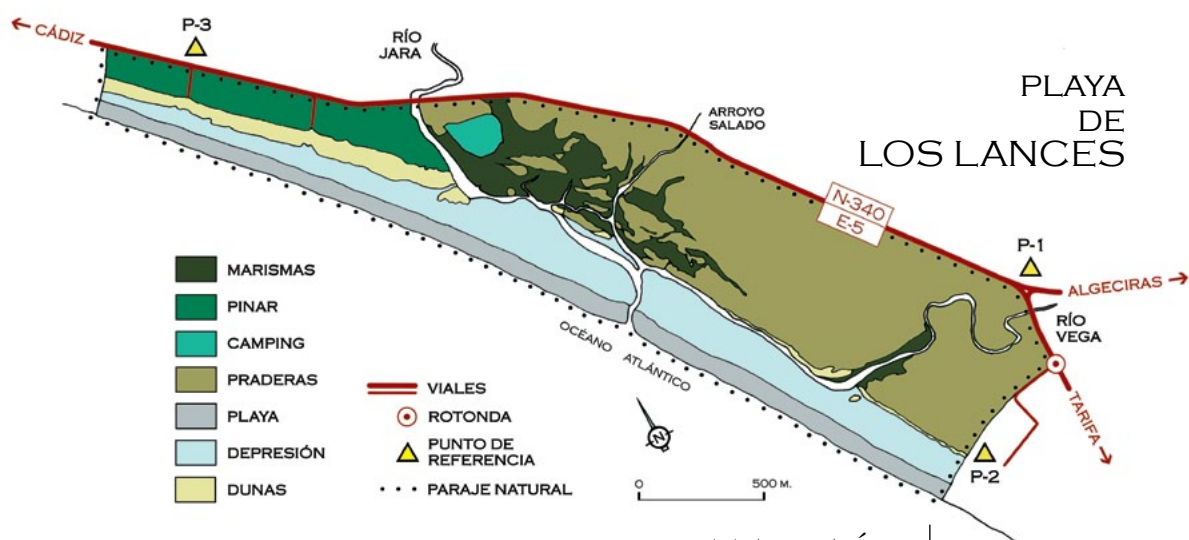 CÁDIZ
P-3
RÍO
JARA
ARROYO
SALADO
PLAYA
DE
LOS LANCES
N-340
E-5
P-1
ALGECIRAS
RÍO
VEGA
TARIFA
P-2
OCÉANO ATLÁNTICO
MARISMAS
PINAR
CAMPING
PRADERAS
PLAYA
DEPRESIÓN
DUNAS
VIALES
ROTONDA
PUNTO DE
REFERENCIA
PARAJE NATURAL
N
0 500 M.